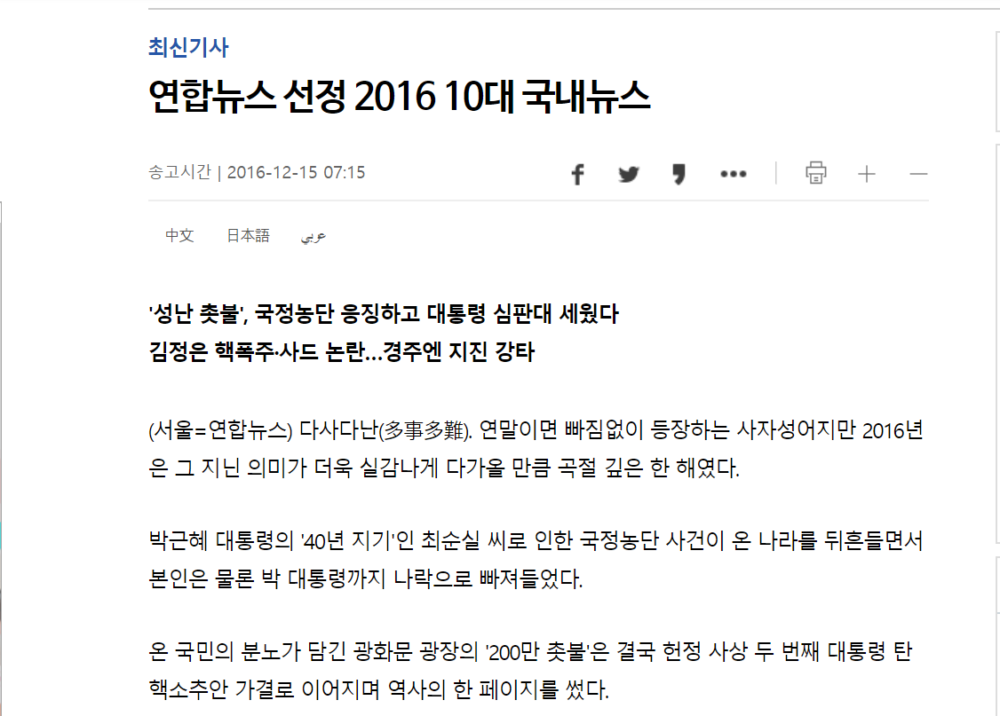 최신기사
연합뉴스 선정 2016 10대 국내뉴스
송고시간 | 2016-12-15 07:15
中文 日本語 عربي
'성난 촛불', 국정농단 응징하고 대통령 심판대 세웠다
김정은 핵폭주·사드 논란…경주엔 지진 강타
(서울=연합뉴스) 다사다난(多事多難). 연말이면 빠짐없이 등장하는 사자성어지만 2016년
은 그 지닌 의미가 더욱 실감나게 다가올 만큼 곡절 깊은 한 해였다.
박근혜 대통령의 '40년 지기'인 최순실 씨로 인한 국정농단 사건이 온 나라를 뒤흔들면서
본인은 물론 박 대통령까지 나락으로 빠져들었다.
온 국민의 분노가 담긴 광화문 광장의 '200만 촛불'은 결국 헌정 사상 두 번째 대통령 탄
핵소추안 가결로 이어지며 역사의 한 페이지를 썼다.